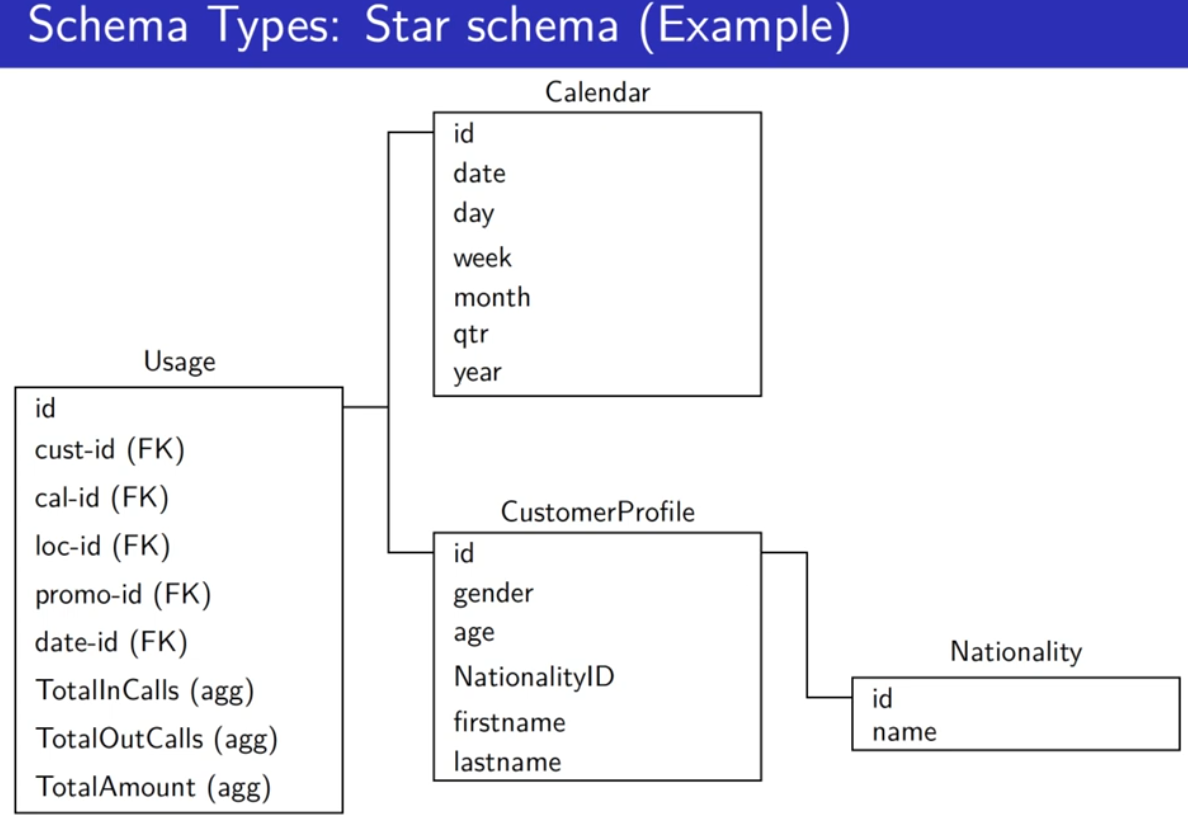 Schema Types: Star schema (Example)
Calendar
id
date
day
week
month
qtr
year
Usage
id
cust-id (FK)
cal-id (FK)
loc-id (FK)
promo-id (FK)
date-id (FK)
TotalInCalls (agg)
TotalOutCalls (agg)
TotalAmount (agg)
CustomerProfile
id
gender
age
NationalityID
firstname
lastname
Nationality
id
name